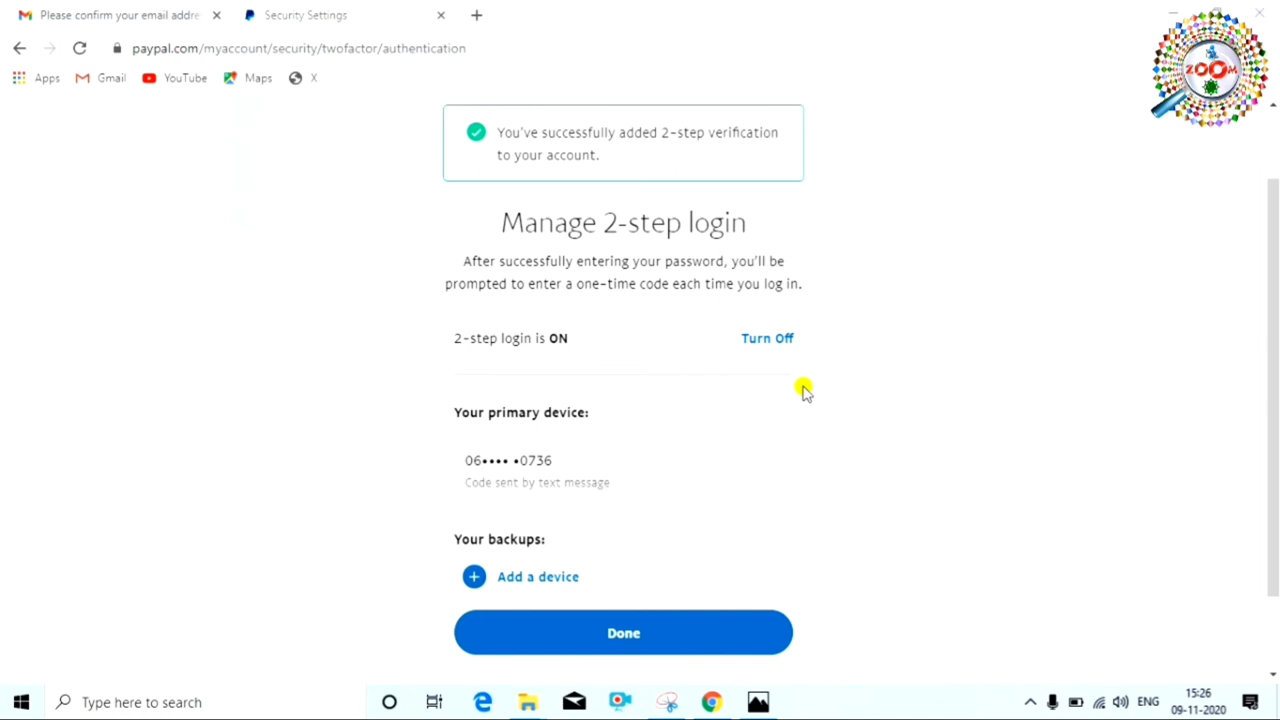 Please confirm your email addre
Security Settings
paypal.com/myaccount/security/twofactor/authentication
Apps
Gmail
YouTube
Maps
X
ZOOM
You've successfully added 2-step verification
to your account.
Manage 2-step login
After successfully entering your password, you'll be
prompted to enter a one-time code each time you log in.
2-step login is ON
Turn Off
Your primary device:
06•••• •0736
Code sent by text message
Your backups:
Add a device
Done
Type here to search
ENG
15:26
09-11-2020